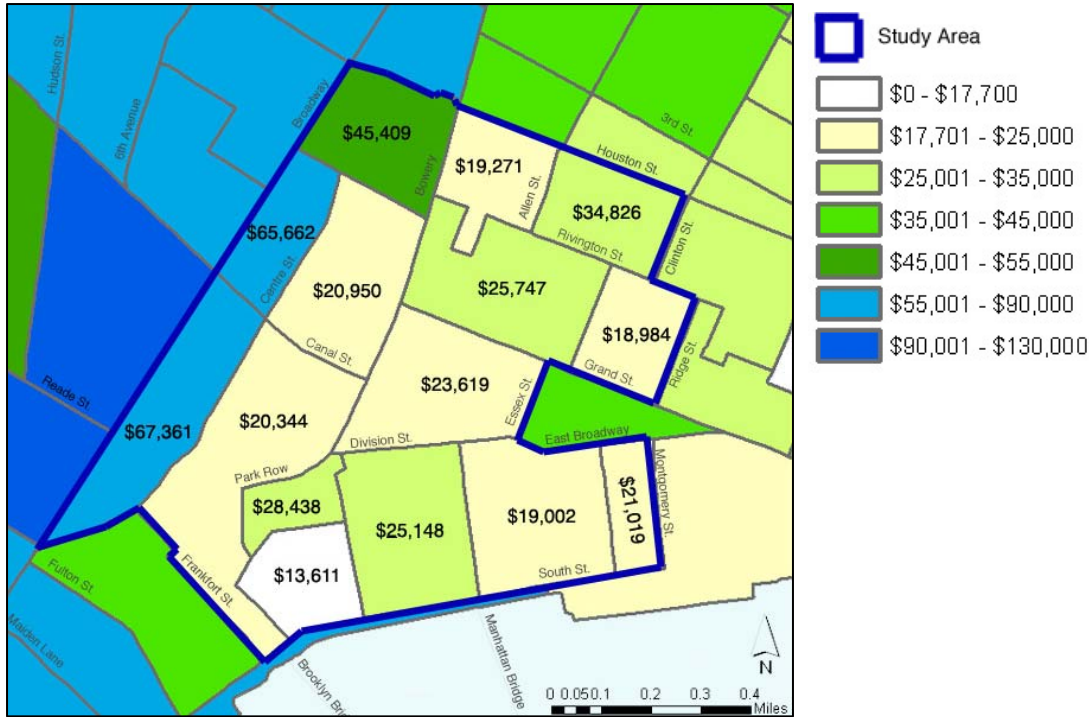 Hudson St.
6th Avenue
Broadway
$45,409
Bowery
$19,271
Allen St.
3rd St.
Houston St.
$34,826
Rivington St.
Clinton St.
$65,662
Centre St.
$20,950
$25,747
$18,984
Canal St.
Grand St.
Ridge St.
$23,619
Essex St.
Reade St.
$67,361
$20,344
Division St.
East Broadway
Park Row
$28,438
$25,148
$19,002
$21,019
Montgomery St.
$13,611
South St.
Frankfort St.
Fulton St.
Maiden Lane
Brooklyn
Manhattan Bridge
N
0 0.05 0.1 0.2 0.3 0.4
Miles
Study Area
$0 - $17,700
$17,701 - $25,000
$25,001 - $35,000
$35,001 - $45,000
$45,001 - $55,000
$55,001 - $90,000
$90,001 - $130,000